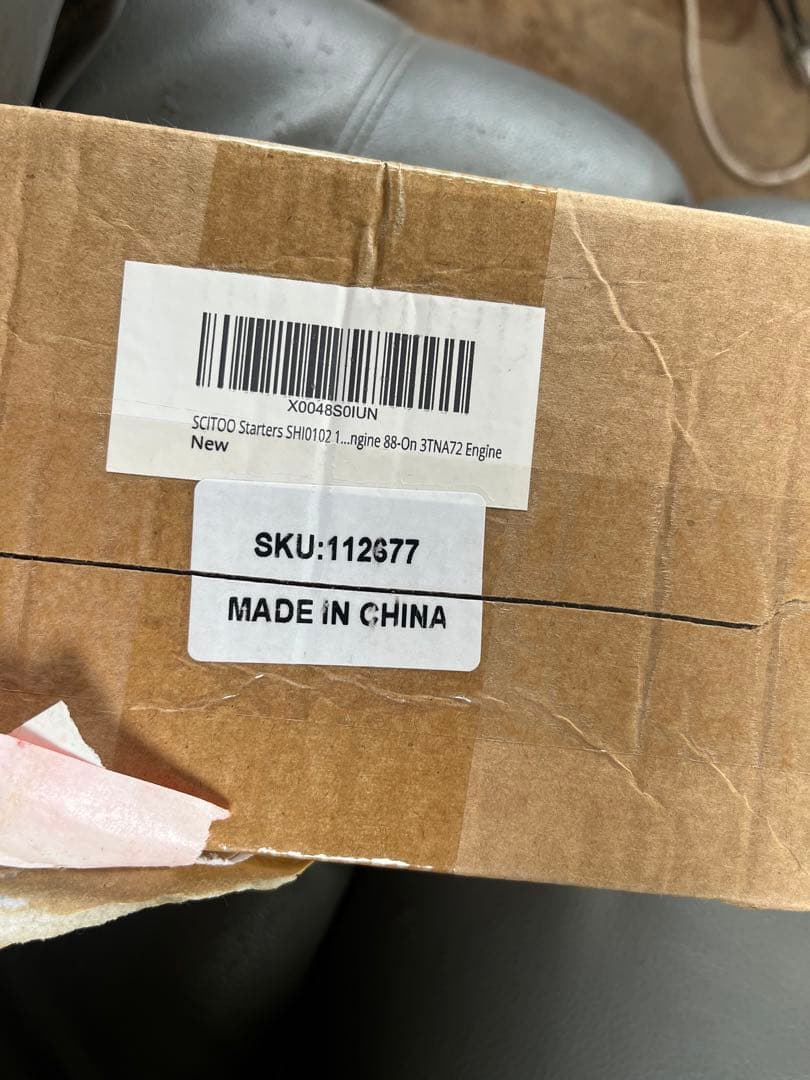 X0048S0IUN
SCITOO Starters SHI0102 1...ngine 88-On 3TNA72 Engine
New
SKU:112677
MADE IN CHINA